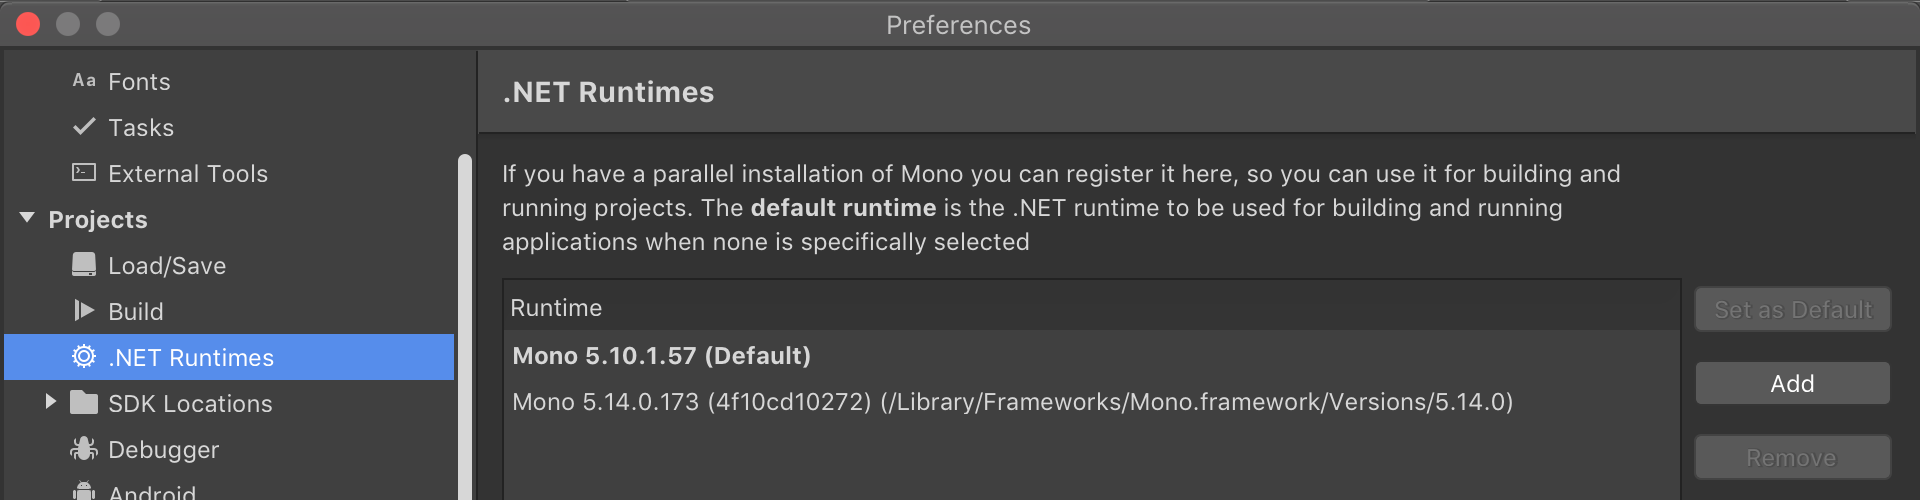 Preferences
Aa Fonts
Tasks
External Tools
Projects
Load/Save
Build
.NET Runtimes
SDK Locations
Debugger
Android
.NET Runtimes
If you have a parallel installation of Mono you can register it here, so you can use it for building and
running projects. The default runtime is the .NET runtime to be used for building and running
applications when none is specifically selected
Runtime
Mono 5.10.1.57 (Default)
Mono 5.14.0.173 (4f10cd10272) (/Library/Frameworks/Mono.framework/Versions/5.14.0)
Set as Default
Add
Remove